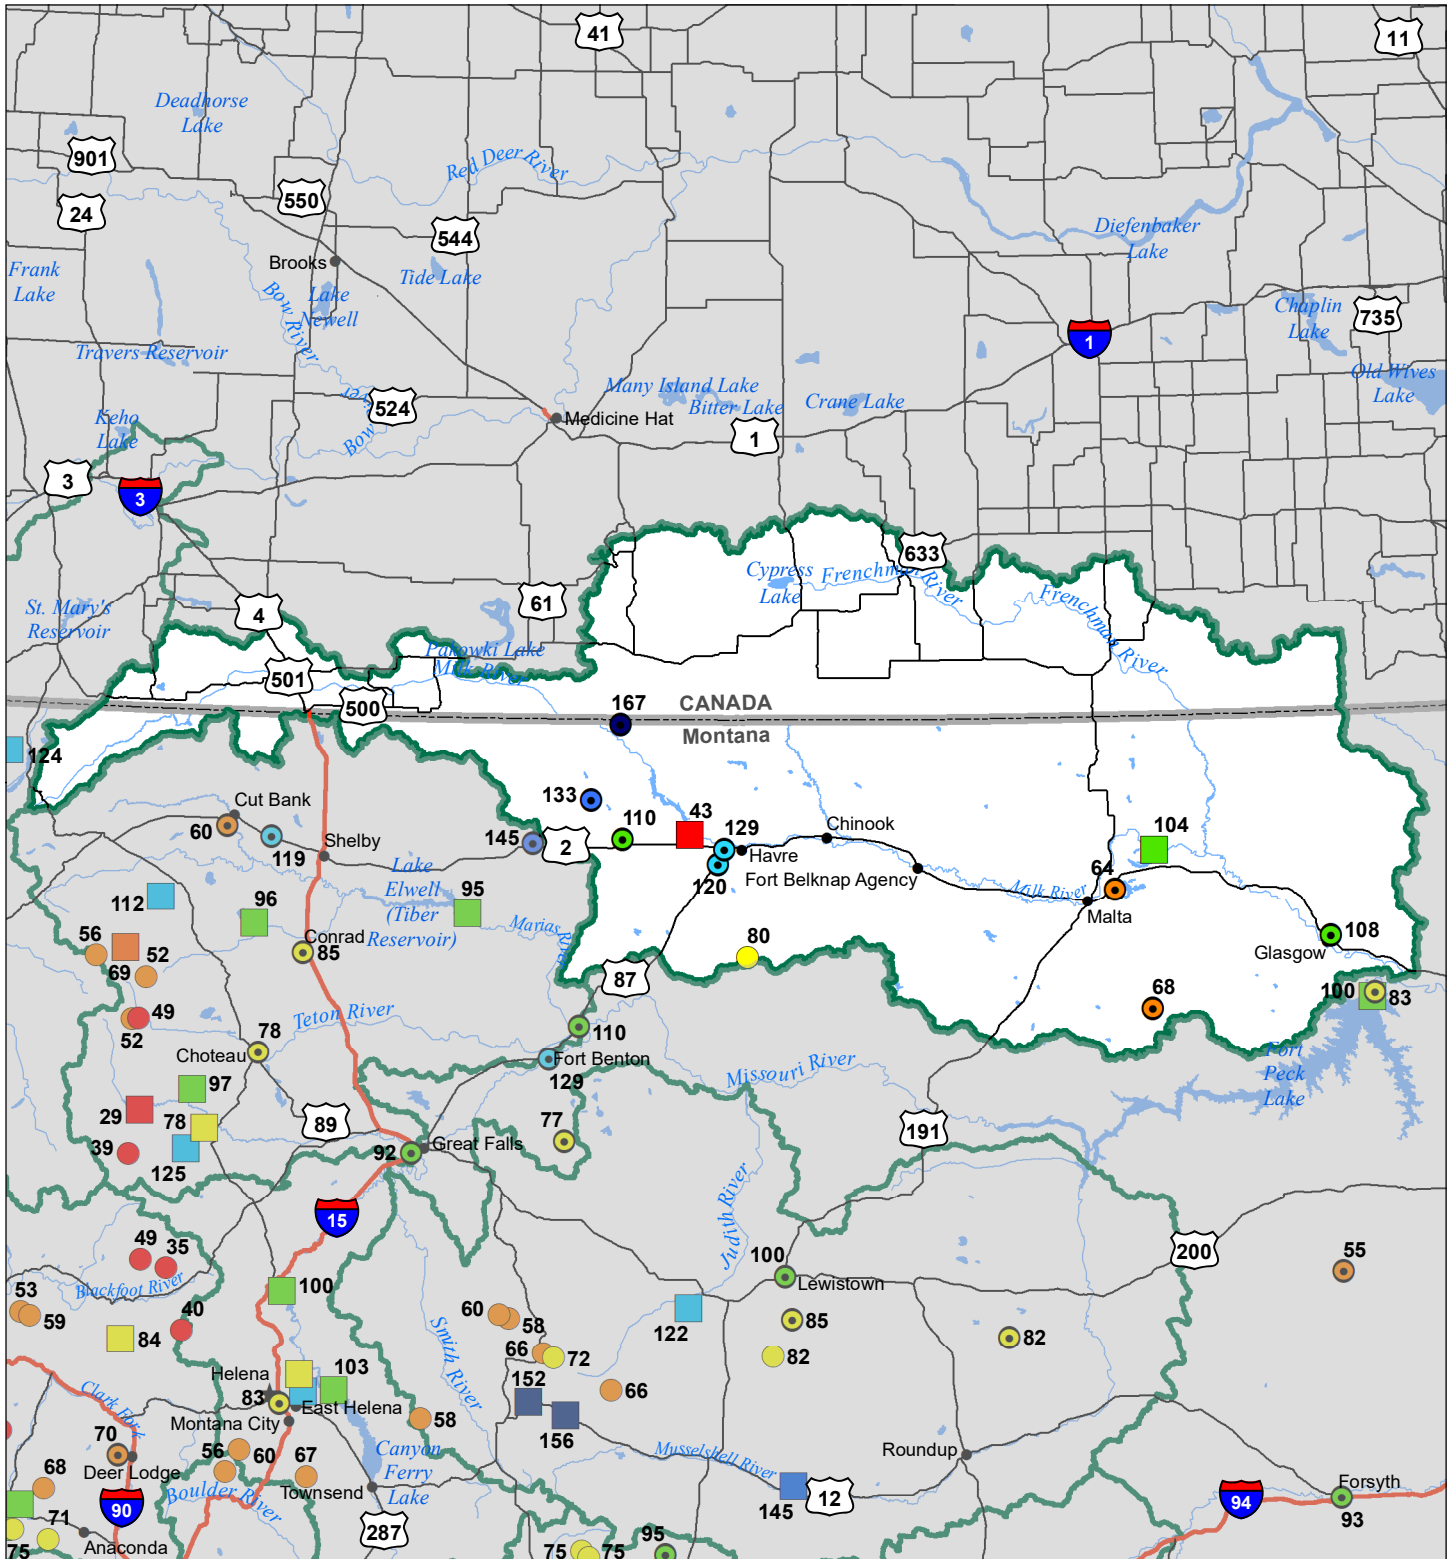 41
11
Deadhorse
Lake
901
Red Deer River
550
24
544
Diefenbaker
Lake
Brooks
Frank
Lake
Tide Lake
Bow River
Lake
Newell
Chaplin
Lake
735
1
Travers Reservoir
Many Island Lake
Old Wives
Lake
524
Bitter Lake
Crane Lake
Keho
Lake
Medicine Hat
Bow
1
3
3
633
Cypress
Lake
Frenchman River
61
4
St. Mary's
Reservoir
Frenchman River
Pakowki Lake
Milk River
501
500
167
CANADA
Montana
124
133
Cut Bank
60
119
Shelby
145
2
110
43
129
Havre
120
Chinook
Fort Belknap Agency
104
64
Milk River
Malta
Lake
Elwell
(Tiber
Reservoir)
95
112
96
Marias River
56
52
69
Conrad
85
80
108
Glasgow
87
68
100
83
49
52
Teton River
110
78
Choteau
Fort Benton
129
Missouri River
Fort
Peck
Lake
97
29
78
89
77
191
39
125
92
Great Falls
Judith River
15
49
35
100
200
55
Blackfoot River
100
Lewistown
53
59
40
84
60
58
122
85
82
Smith River
66
72
82
Helena
103
83
East Helena
66
152
Clark Fork
Montana City
58
156
70
56
60
67
Canyon
Ferry
Lake
Musselshell River
Roundup
Deer Lodge
68
Townsend
Boulder River
145
12
Forsyth
90
94
93
71
287
Anaconda
75
75
75
95